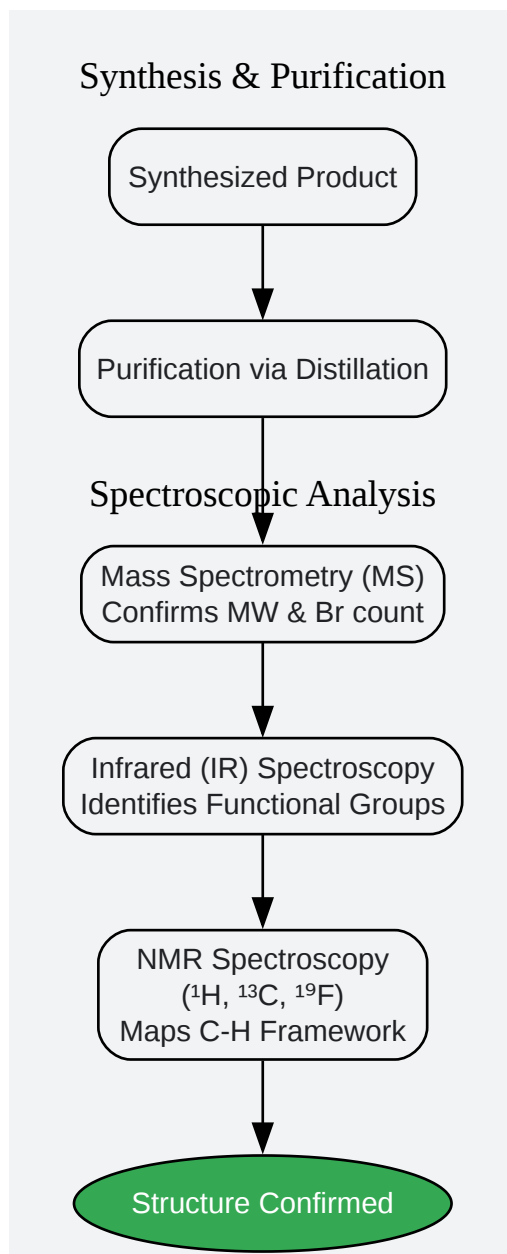 Synthesis & Purification
Synthesized Product
Purification via Distillation
Spectroscopic Analysis
Mass Spectrometry (MS)
Confirms MW & Br count
Infrared (IR) Spectroscopy
Identifies Functional Groups
NMR Spectroscopy
(¹H, ¹³C, ¹⁹F)
Maps C-H Framework
Structure Confirmed